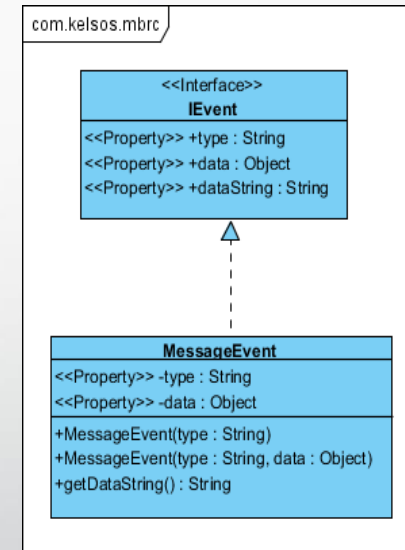 com.kelsos.mbrc
<<Interface>>
IEvent
<<Property>> +type : String
<<Property>> +data : Object
<<Property>> +dataString : String
MessageEvent
<<Property>> -type : String
<<Property>> -data : Object
+MessageEvent(type : String)
+MessageEvent(type : String, data : Object)
+getDataString() : String